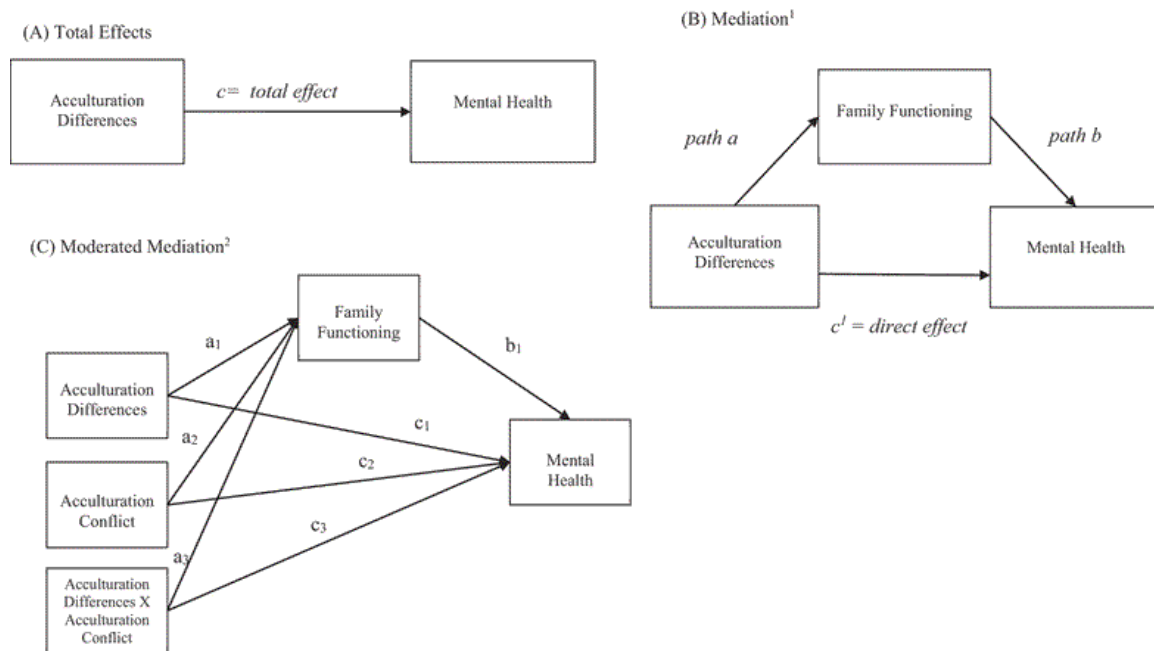 (A) Total Effects
Acculturation
Differences
c= total effect
Mental Health
(B) Mediation¹
Family Functioning
path a
path b
Acculturation
Differences
Mental Health
c¹ = direct effect
(C) Moderated Mediation²
Family
Functioning
a₁
b₁
Acculturation
Differences
a₂
c₁
c₂
Mental
Health
Acculturation
Conflict
c₃
a₃
Acculturation
Differences X
Acculturation
Conflict